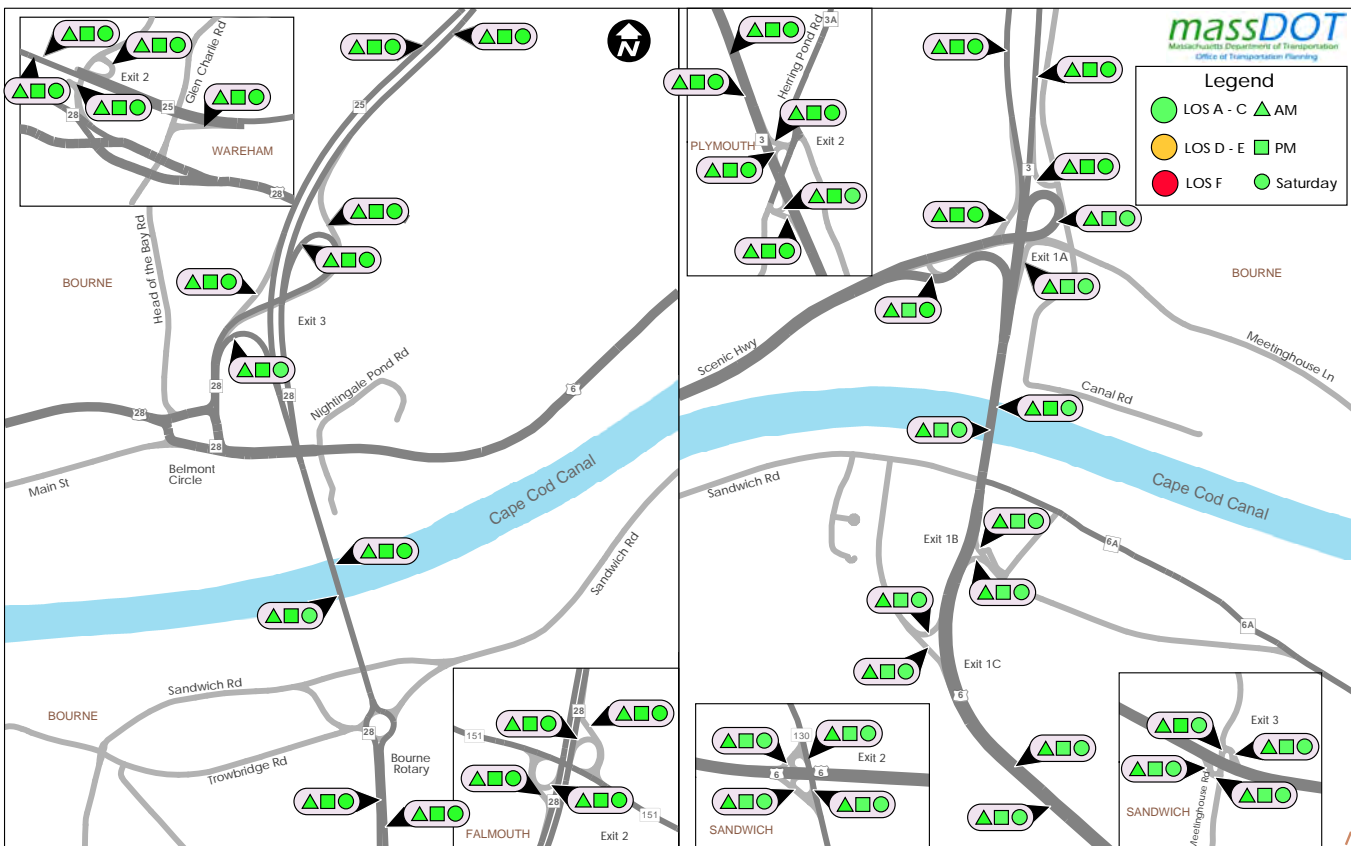 Glen Charlie Rd
Exit 2
25
28
WAREHAM
28
N
25
massDOT
Massachusetts Department of Transportation
Office of Transportation Planning
Legend
LOS A - C
AM
LOS D - E
PM
LOS F
Saturday
3A
Herring Pond Rd
Exit 2
3
PLYMOUTH
3
Head of the Bay Rd
BOURNE
Exit 3
28
28
Nightingale Pond Rd
6
28
28
Belmont
Circle
Main St
Cape Cod Canal
Sandwich Rd
Exit 1A
BOURNE
Scenic Hwy
Meetinghouse Ln
Canal Rd
Sandwich Rd
Cape Cod Canal
Exit 1B
6A
6A
Exit 1C
6
Sandwich Rd
BOURNE
28
Trowbridge Rd
Bourne
Rotary
28
151
28
FALMOUTH
Exit 2
151
130
Exit 2
6
6
SANDWICH
Exit 3
SANDWICH
Meetinghouse Rd